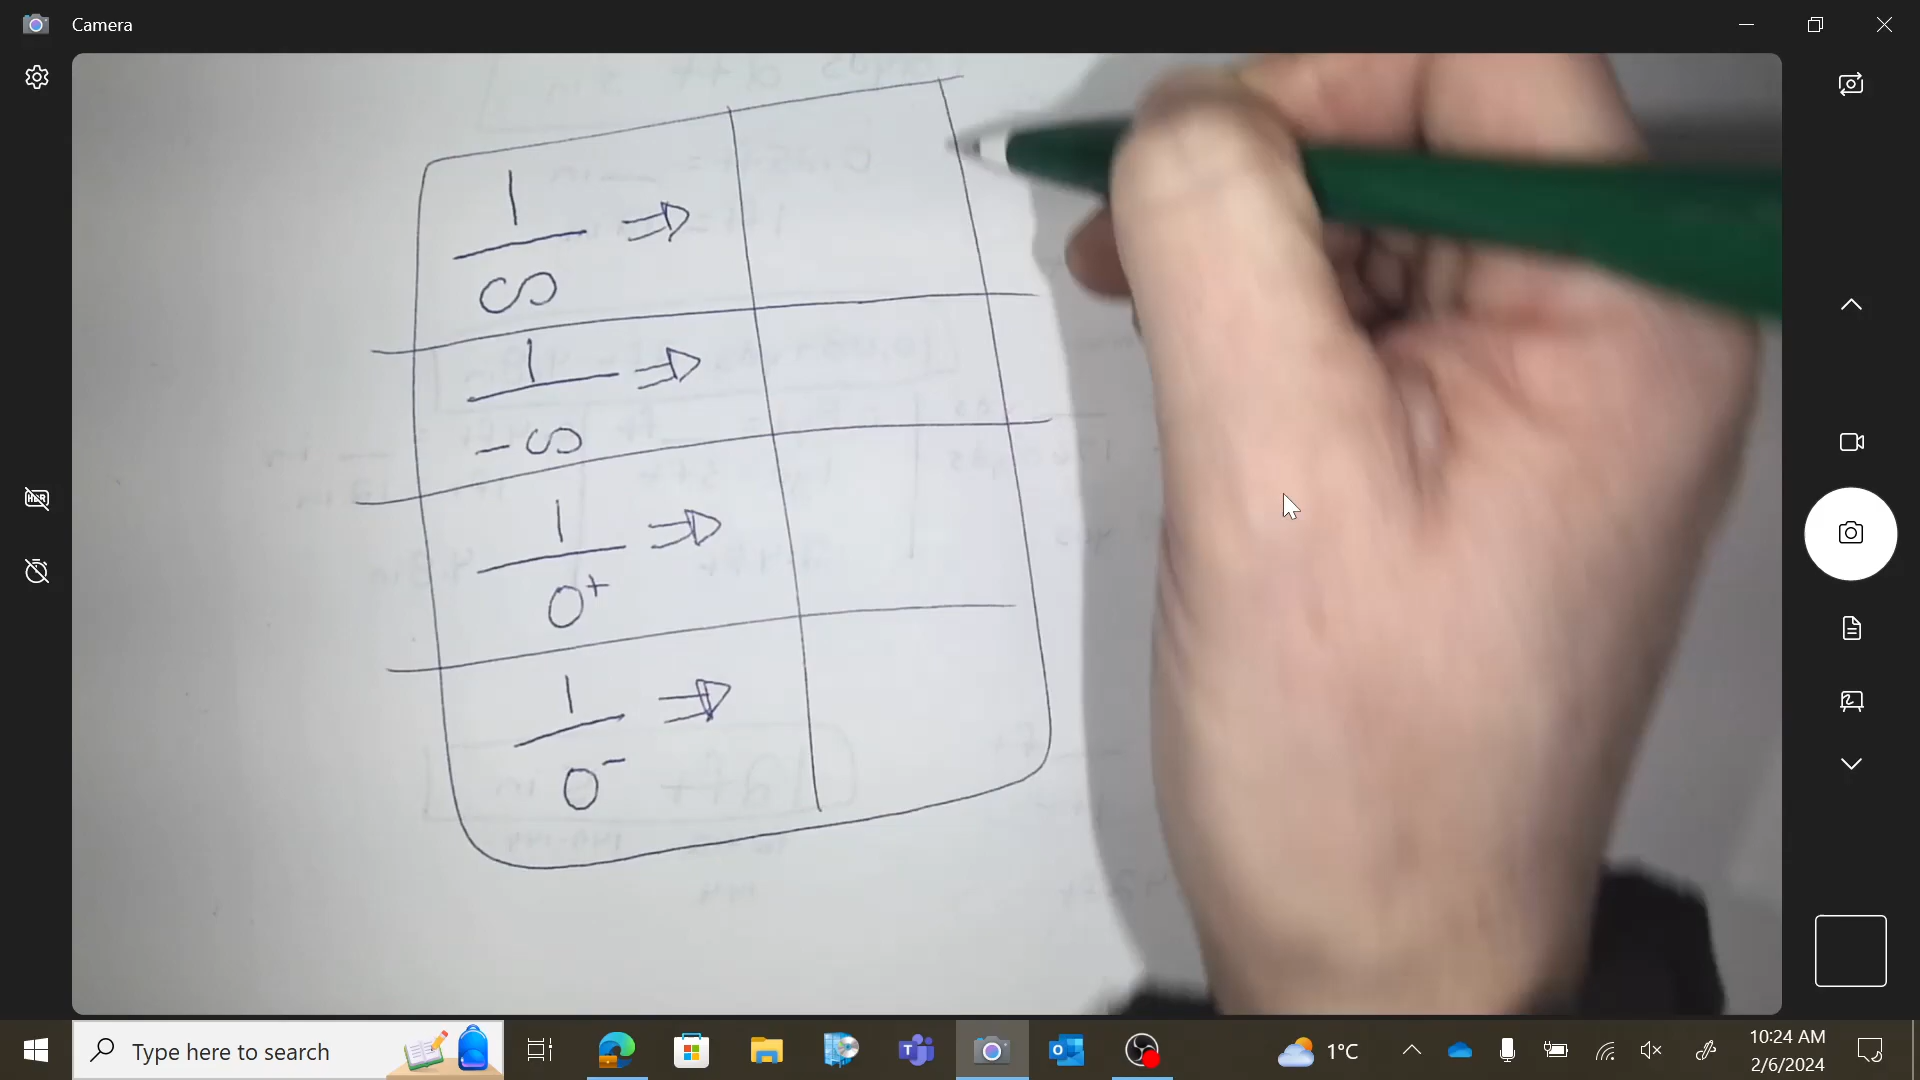 Camera
1/∞ ⇒
1/-∞ ⇒
1/0⁺ ⇒
1/0⁻ ⇒
Type here to search
1°C
10:24 AM
2/6/2024